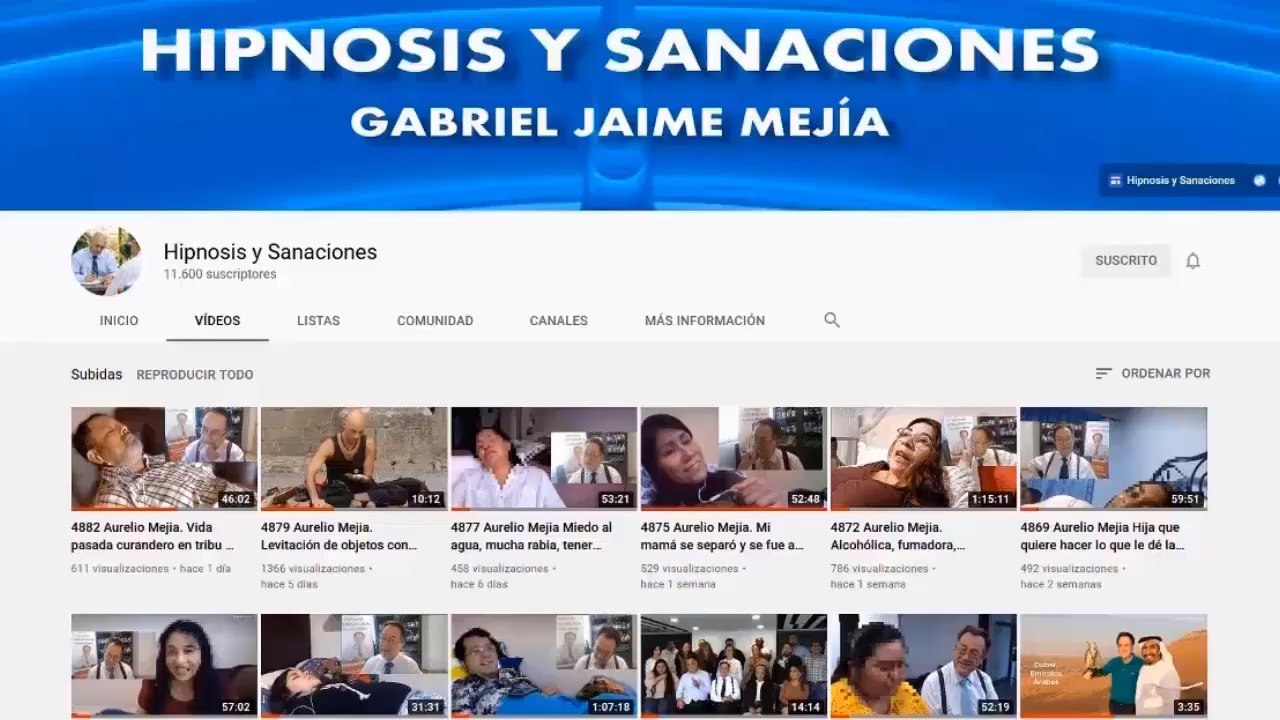 HIPNOSIS Y SANACIONES
GABRIEL JAIME MEJÍA
Hipnosis y Sanaciones
Hipnosis y Sanaciones
11.600 suscriptores
SUSCRITO
INICIO VÍDEOS LISTAS COMUNIDAD CANALES MÁS INFORMACIÓN
Subidas REPRODUCIR TODO
ORDENAR POR
46:02
10:12
53:21
52:48
1:15:11
59:51
4882 Aurelio Mejia. Vida
pasada curandero en tribu ...
611 visualizaciones • hace 1 día
4879 Aurelio Mejia.
Levitación de objetos con...
1366 visualizaciones •
hace 5 días
4877 Aurelio Mejia Miedo al
agua, mucha rabia, tener...
458 visualizaciones •
hace 6 días
4875 Aurelio Mejia. Mi
mamá se separó y se fue a...
529 visualizaciones •
hace 1 semana
4872 Aurelio Mejia.
Alcohólica, fumadora,...
786 visualizaciones •
hace 1 semana
4869 Aurelio Mejia Hija que
quiere hacer lo que le dé la...
492 visualizaciones •
hace 2 semanas
57:02
31:31
1:07:18
14:14
52:19
Dubai,
Emiratos
Árabes
3:35